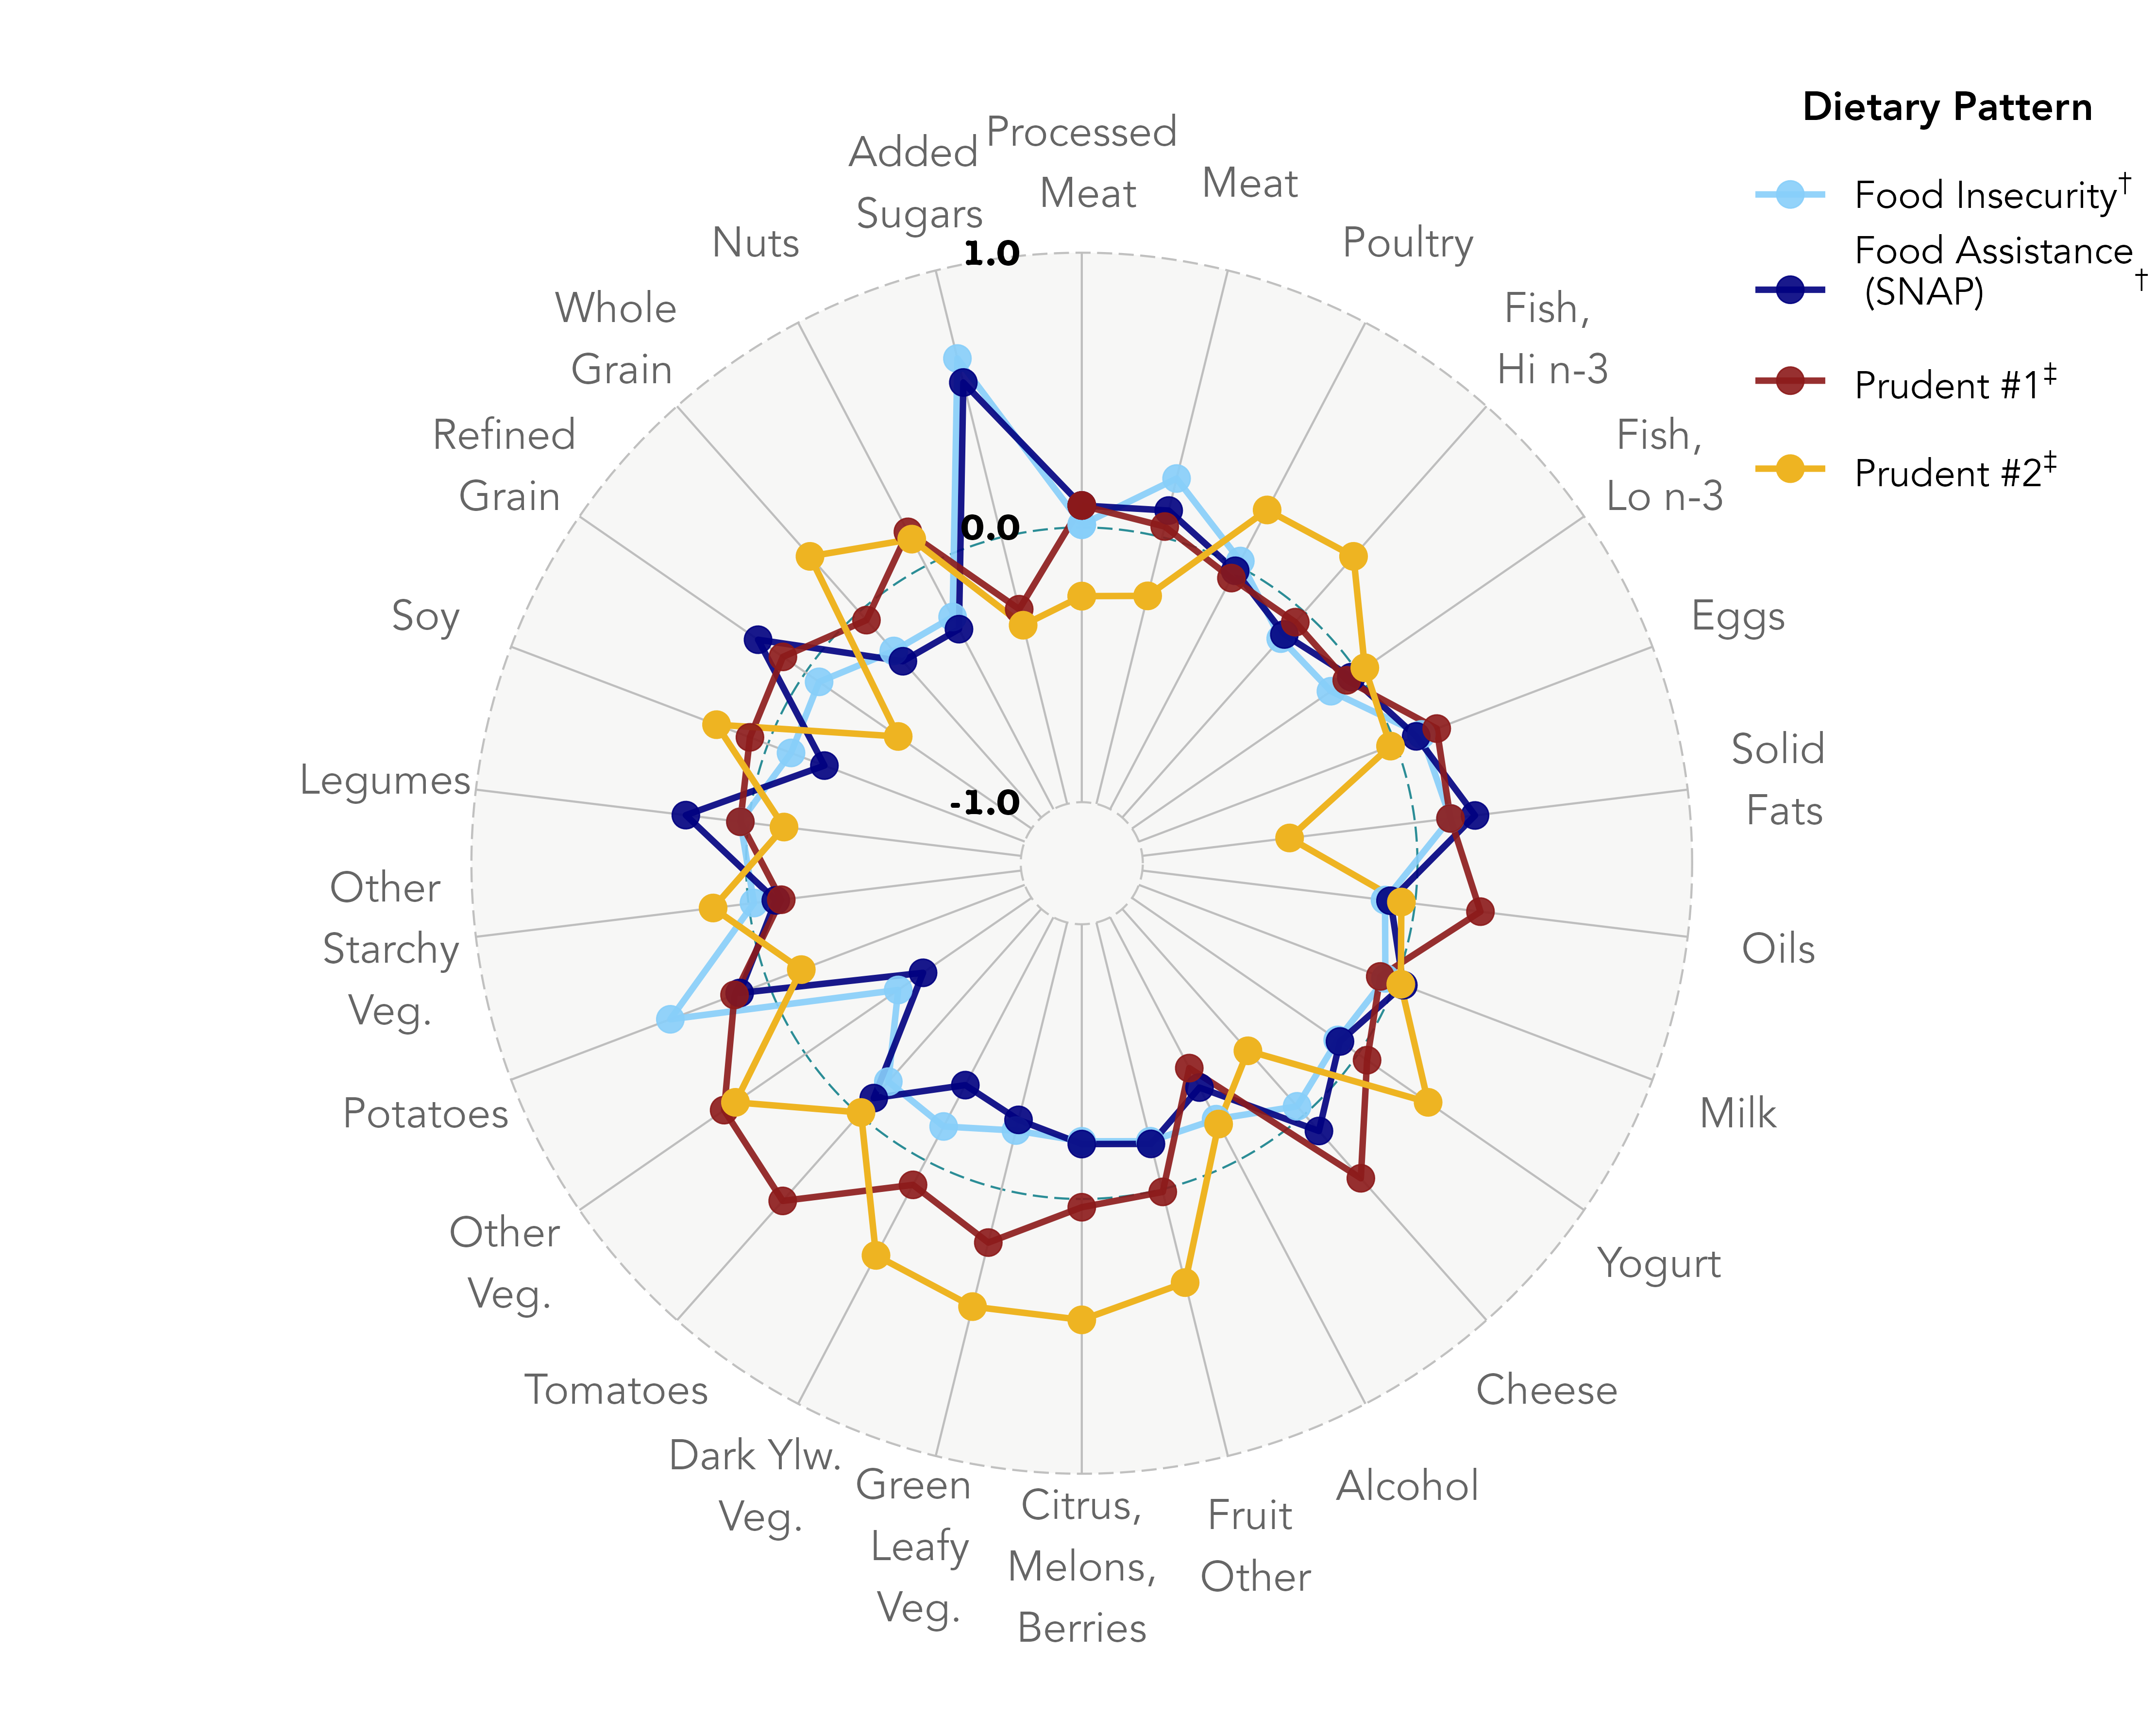 Dietary Pattern
Food Insecurity†
Food Assistance
(SNAP) †
Prudent #1‡
Prudent #2‡
Processed
Meat
Meat
Poultry
Fish,
Hi n-3
Fish,
Lo n-3
Eggs
Solid
Fats
Oils
Milk
Yogurt
Cheese
Alcohol
Fruit
Other
Citrus,
Melons,
Berries
Green
Leafy
Veg.
Dark Ylw.
Veg.
Tomatoes
Other
Veg.
Potatoes
Other
Starchy
Veg.
Legumes
Soy
Refined
Grain
Whole
Grain
Nuts
Added
Sugars
1.0
0.0
-1.0